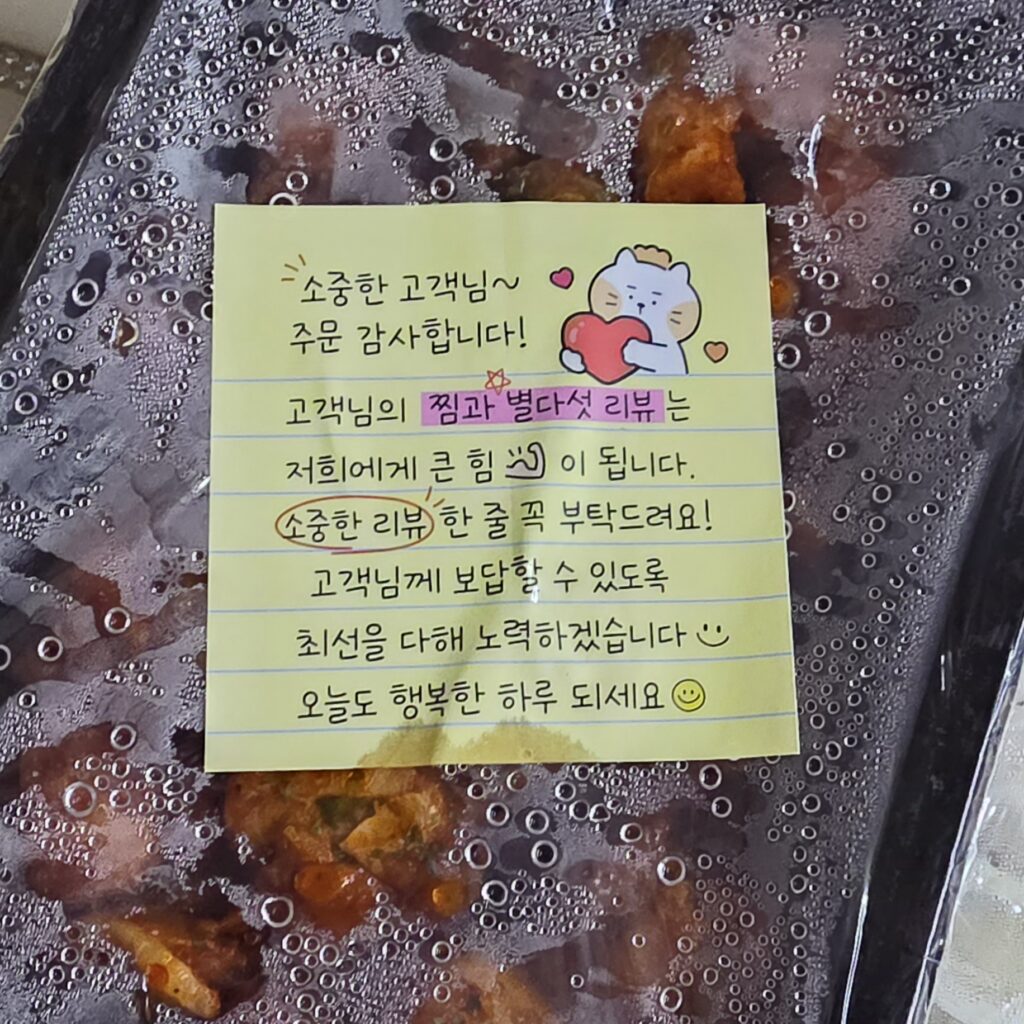 소중한 고객님~
주문 감사합니다!
고객님의 찜과 별다섯 리뷰는
저희에게 큰 힘 이 됩니다.
소중한 리뷰 한 줄 꼭 부탁드려요!
고객님께 보답할 수 있도록
최선을 다해 노력하겠습니다
오늘도 행복한 하루 되세요